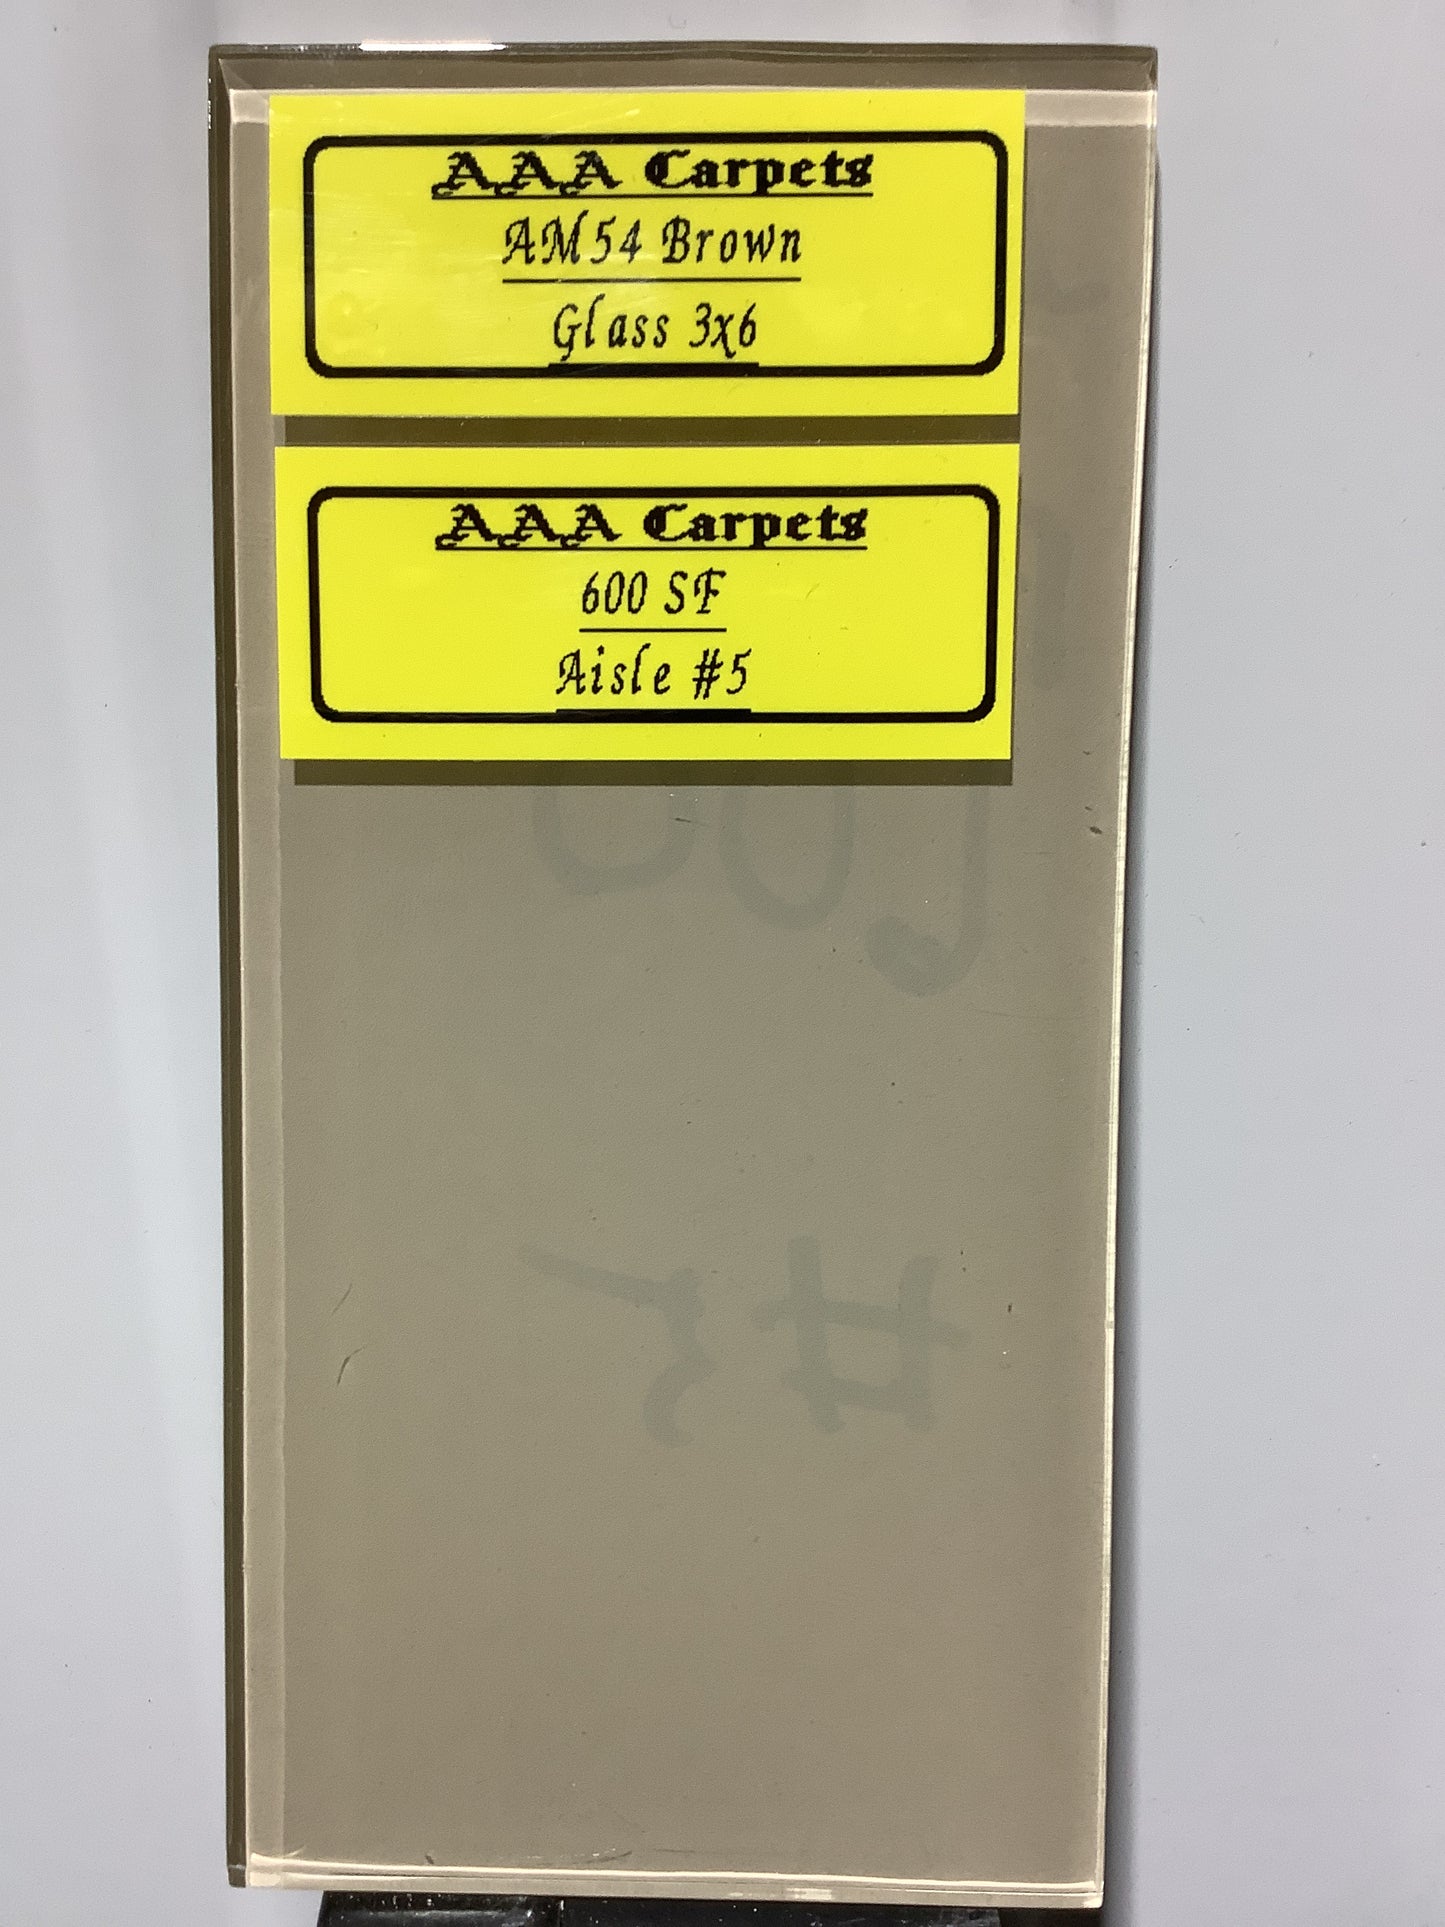 AAA Carpets
AM54 Brown
Glass 3x6
AAA Carpets
600 SF
Aisle #5